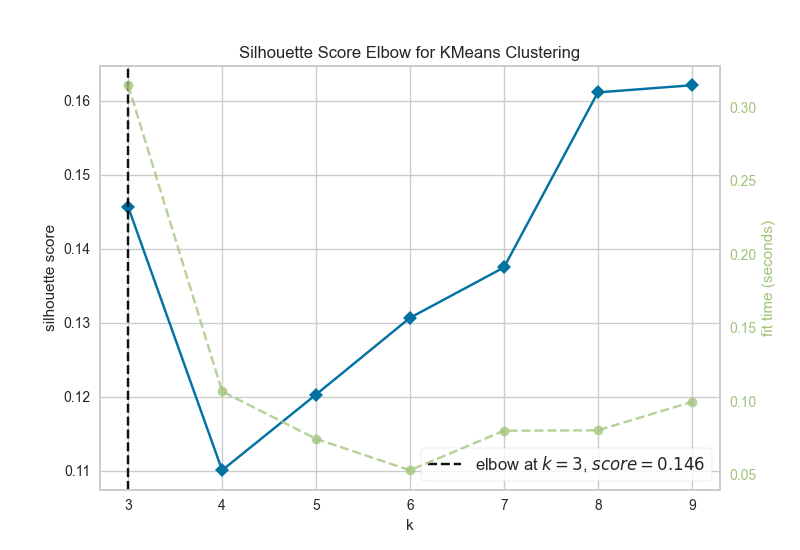 Silhouette Score Elbow for KMeans Clustering
silhouette score
0.16
0.15
0.14
0.13
0.12
0.11
0.30
0.25
0.20
0.15
0.10
0.05
fit time (seconds)
elbow at k = 3, score = 0.146
3 4 5 6 7 8 9
k